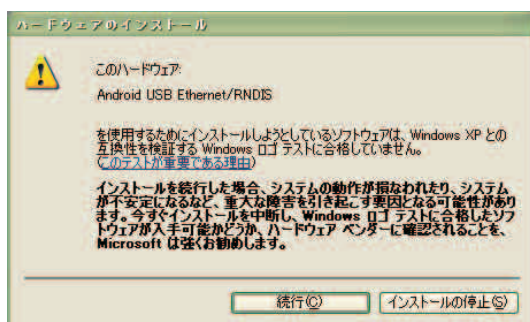 ハードウェアのインストール
このハードウェア:
Android USB Ethernet/RNDIS
を使用するためにインストールしようとしているソフトウェアは、Windows XP との
互換性を検証する Windows ロゴ テストに合格していません。
(このテストが重要である理由)
インストールを続行した場合、システムの動作が損なわれたり、システム
が不安定になるなど、重大な障害を引き起こす要因となる可能性があり
ます。今すぐインストールを中断し、Windows ロゴ テストに合格したソフ
トウェアが入手可能かどうか、ハードウェア ベンダーに確認されることを、
Microsoft は強くお勧めします。
続行(C)
インストールの停止(S)